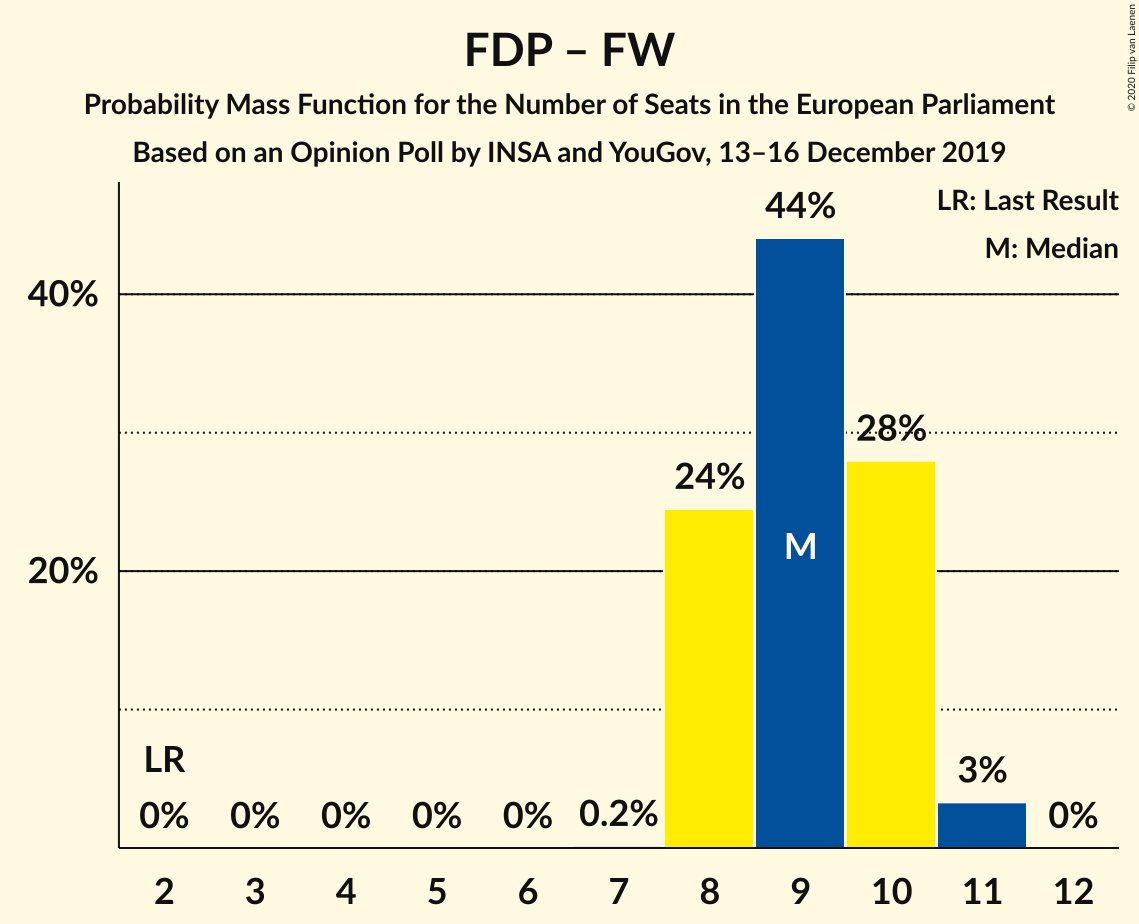 FDP – FW
Probability Mass Function for the Number of Seats in the European Parliament
Based on an Opinion Poll by INSA and YouGov, 13–16 December 2019
© 2020 Filip van Laenen
LR: Last Result
M: Median
44%
40%
28%
24%
M
20%
LR
3%
0% 0% 0% 0% 0% 0.2% 0%
2 3 4 5 6 7 8 9 10 11 12